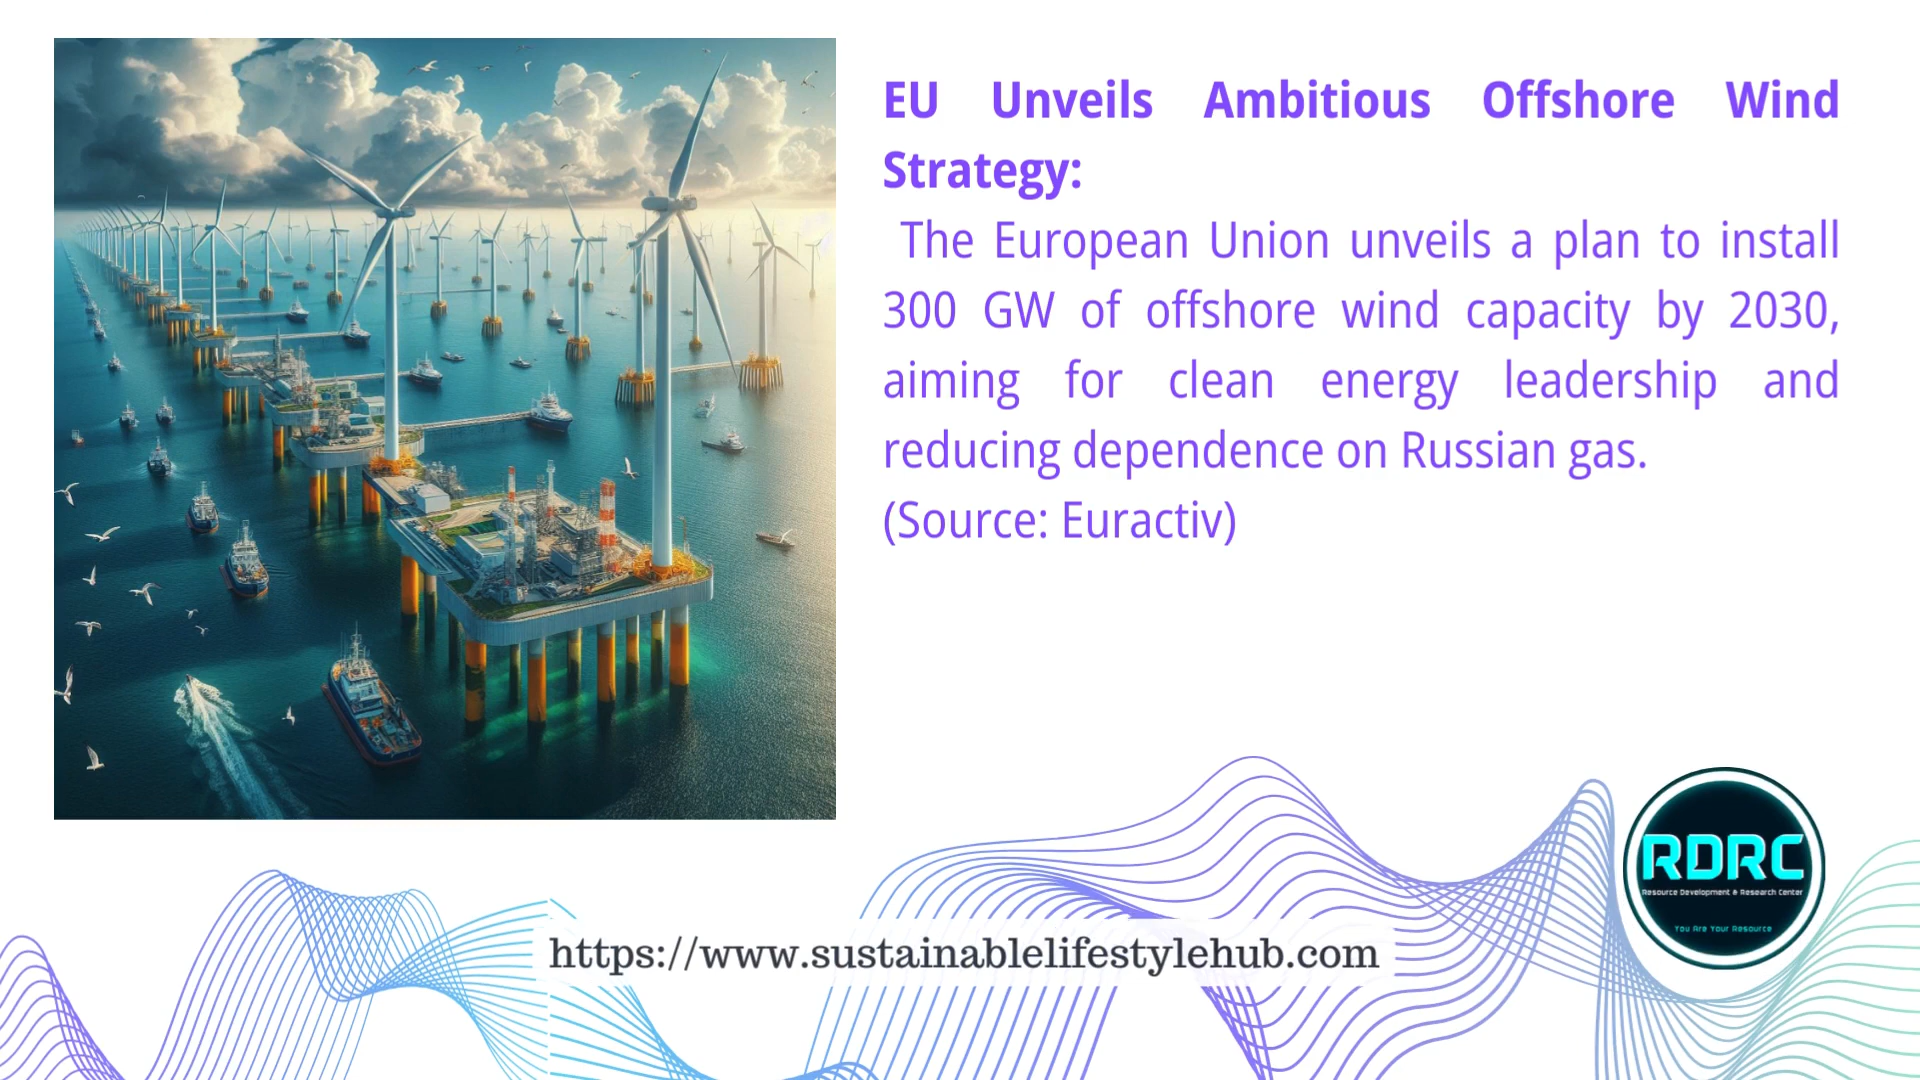 EU Unveils Ambitious Offshore Wind
Strategy:
The European Union unveils a plan to install
300 GW of offshore wind capacity by 2030,
aiming for clean energy leadership and
reducing dependence on Russian gas.
(Source: Euractiv)
RDRC
Resource Development & Research Center
You Are Your Resource
https://www.sustainablelifestylehub.com